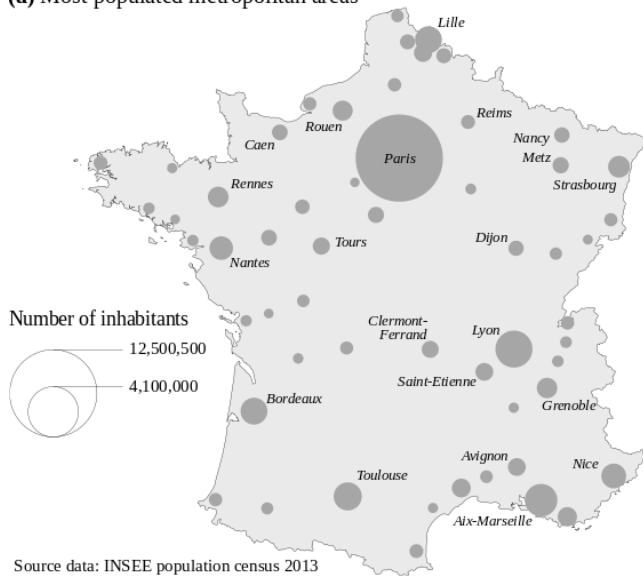 (a) Most populated metropolitan areas
Lille
Reims
Rouen
Caen
Nancy
Paris
Metz
Strasbourg
Rennes
Tours
Dijon
Nantes
Number of inhabitants
12,500,500
4,100,000
Clermont-
Ferrand
Lyon
Saint-Etienne
Grenoble
Bordeaux
Avignon
Nice
Toulouse
Aix-Marseille
Source data: INSEE population census 2013